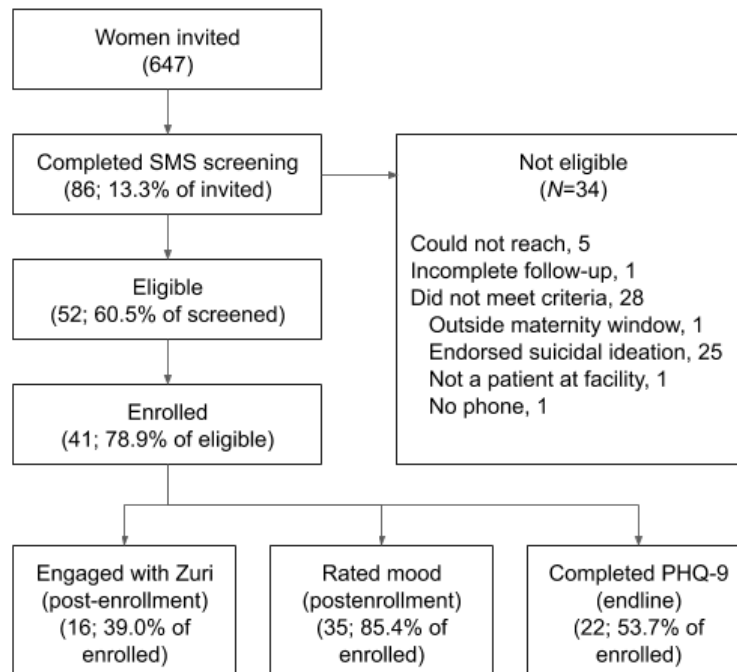 Women invited
(647)
Completed SMS screening
(86; 13.3% of invited)
Not eligible
(N=34)
Could not reach, 5
Incomplete follow-up, 1
Did not meet criteria, 28
Outside maternity window, 1
Endorsed suicidal ideation, 25
Not a patient at facility, 1
No phone, 1
Eligible
(52; 60.5% of screened)
Enrolled
(41; 78.9% of eligible)
Engaged with Zuri
(post-enrollment)
(16; 39.0% of
enrolled)
Rated mood
(postenrollment)
(35; 85.4% of
enrolled)
Completed PHQ-9
(endline)
(22; 53.7% of
enrolled)